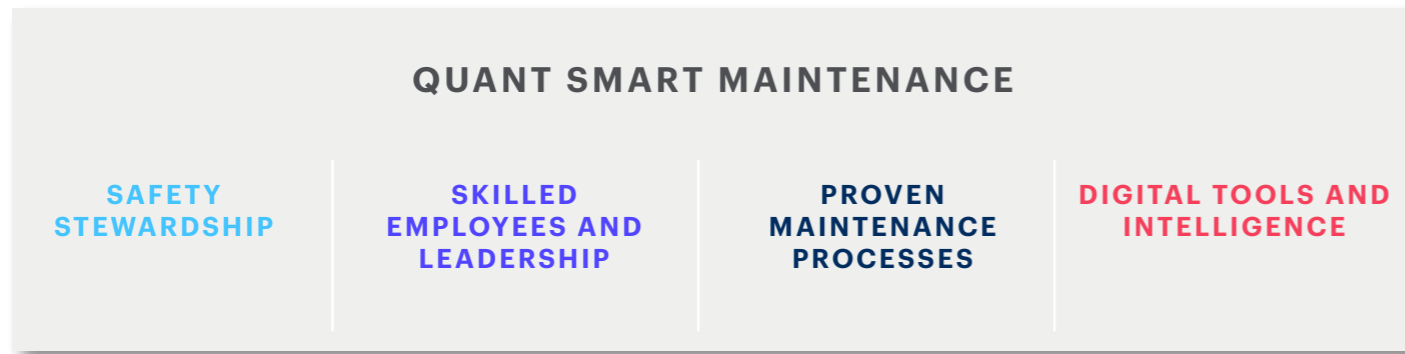 QUANT SMART MAINTENANCE
SAFETY
STEWARDSHIP
SKILLED
EMPLOYEES AND
LEADERSHIP
PROVEN
MAINTENANCE
PROCESSES
DIGITAL TOOLS AND
INTELLIGENCE